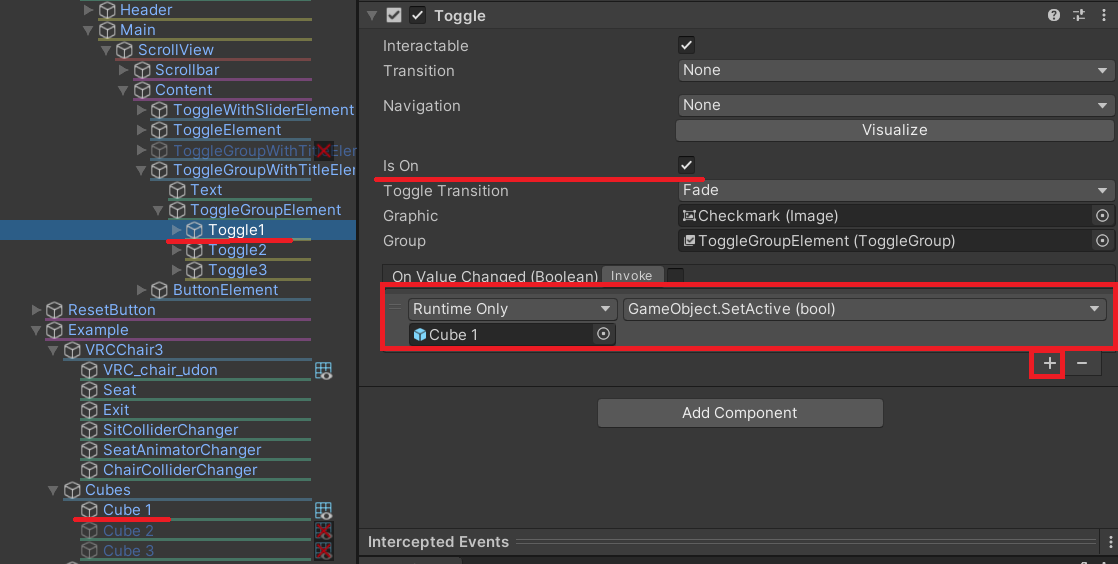 Header
Main
ScrollView
Scrollbar
Content
ToggleWithSliderElement
ToggleElement
ToggleGroupWithTitleElem
ToggleGroupWithTitleElem
Text
ToggleGroupElement
Toggle1
Toggle2
Toggle3
ButtonElement
ResetButton
Example
VRCChair3
VRC_chair_udon
Seat
Exit
SitColliderChanger
SeatAnimatorChanger
ChairColliderChanger
Cubes
Cube 1
Cube 2
Cube 3
Toggle
Interactable
Transition None
Navigation None
Visualize
Is On
Toggle Transition Fade
Graphic Checkmark (Image)
Group ToggleGroupElement (ToggleGroup)
On Value Changed (Boolean) Invoke
Runtime Only GameObject.SetActive (bool)
Cube 1
+ −
Add Component
Intercepted Events